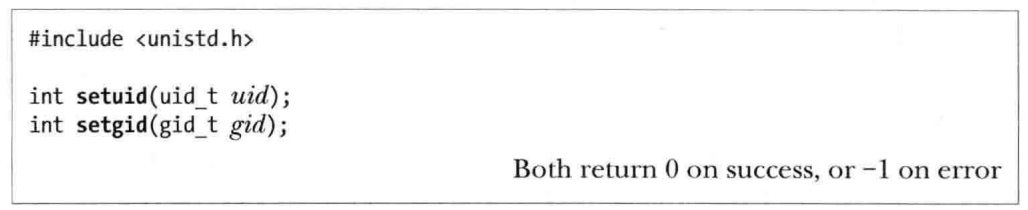 #include <unistd.h>
int setuid(uid_t uid);
int setgid(gid_t gid);
Both return 0 on success, or −1 on error